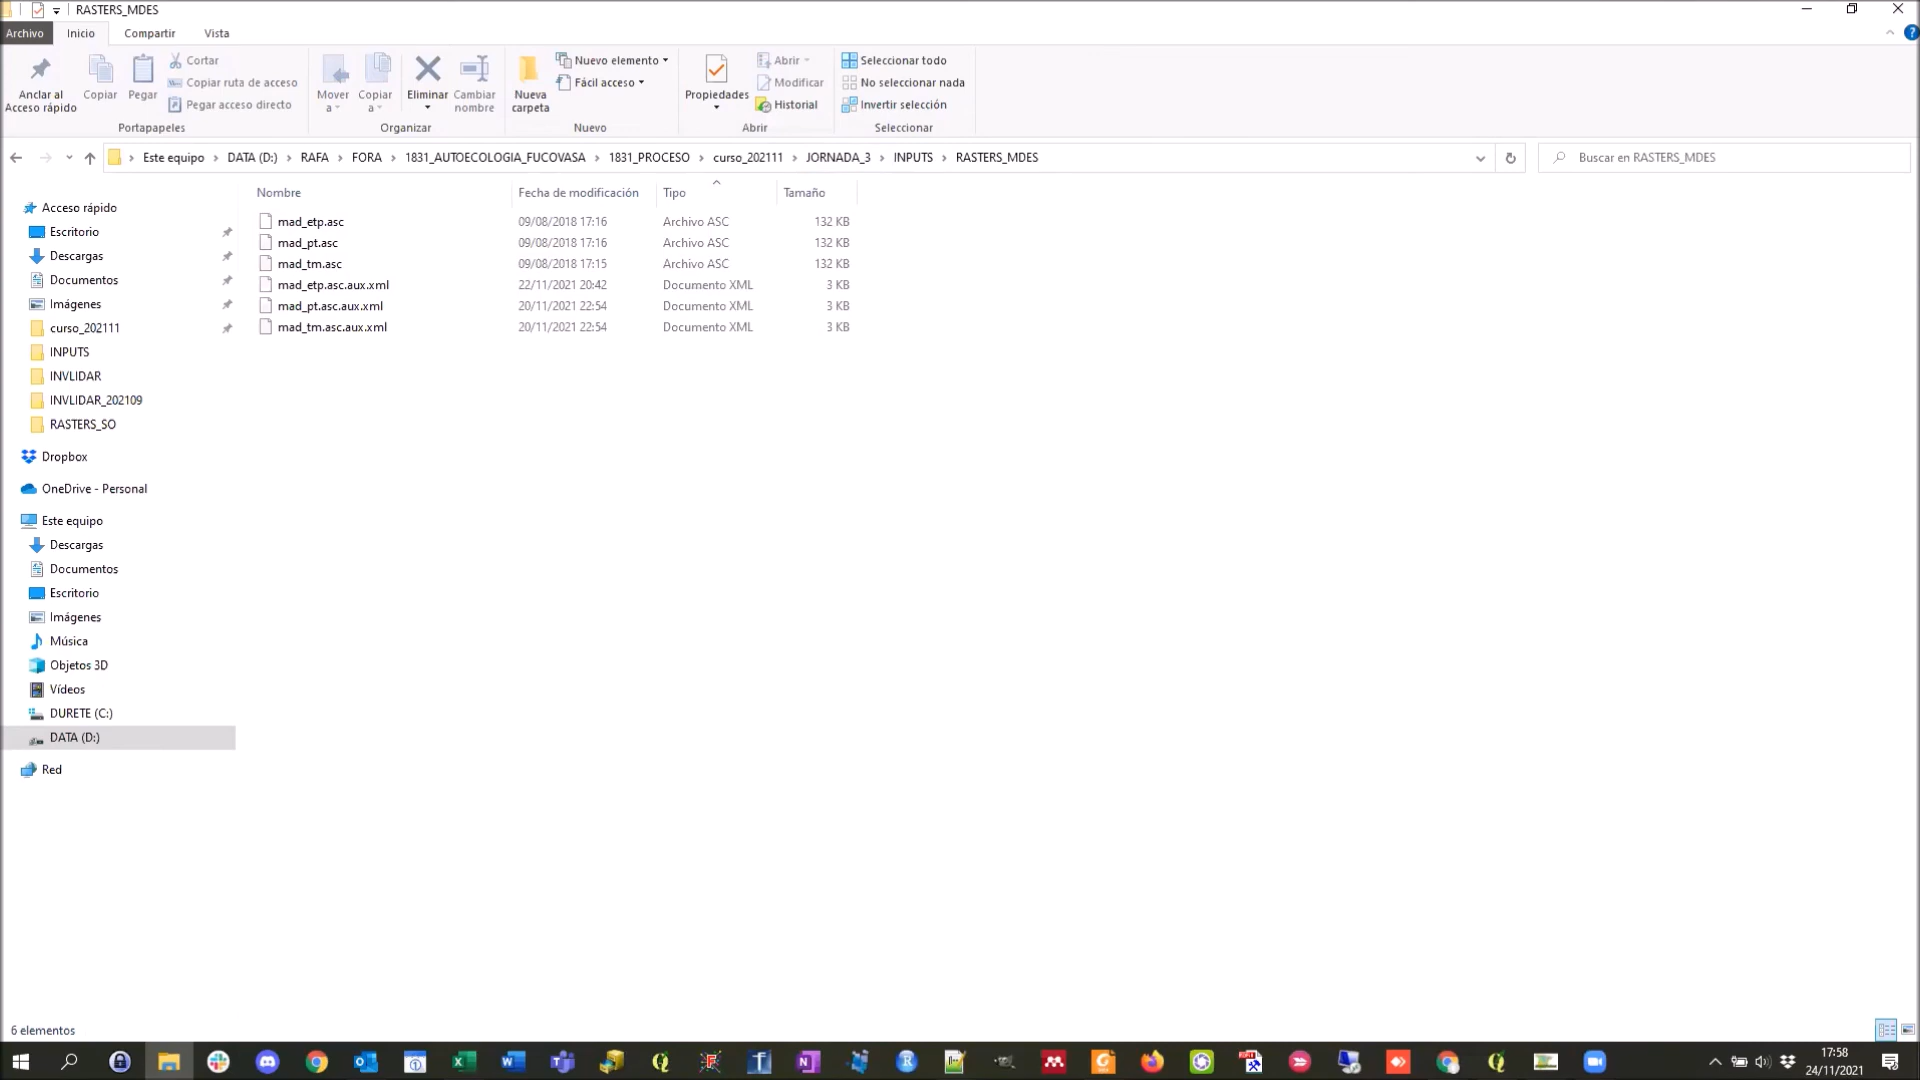 RASTERS_MDES
Archivo Inicio Compartir Vista
Anclar al Acceso rápido
Copiar
Pegar
Cortar
Copiar ruta de acceso
Pegar acceso directo
Portapapeles
Mover a
Copiar a
Eliminar
Cambiar nombre
Organizar
Nueva carpeta
Nuevo elemento
Fácil acceso
Nuevo
Propiedades
Abrir
Modificar
Historial
Abrir
Seleccionar todo
No seleccionar nada
Invertir selección
Seleccionar
Este equipo > DATA (D:) > RAFA > FORA > 1831_AUTOECOLOGIA_FUCOVASA > 1831_PROCESO > curso_202111 > JORNADA_3 > INPUTS > RASTERS_MDES
Buscar en RASTERS_MDES
Acceso rápido
Escritorio
Descargas
Documentos
Imágenes
curso_202111
INPUTS
INVLIDAR
INVLIDAR_202109
RASTERS_SO
Dropbox
OneDrive - Personal
Este equipo
Descargas
Documentos
Escritorio
Imágenes
Música
Objetos 3D
Vídeos
DURETE (C:)
DATA (D:)
Red
Nombre Fecha de modificación Tipo Tamaño
mad_etp.asc 09/08/2018 17:16 Archivo ASC 132 KB
mad_pt.asc 09/08/2018 17:16 Archivo ASC 132 KB
mad_tm.asc 09/08/2018 17:15 Archivo ASC 132 KB
mad_etp.asc.aux.xml 22/11/2021 20:42 Documento XML 3 KB
mad_pt.asc.aux.xml 20/11/2021 22:54 Documento XML 3 KB
mad_tm.asc.aux.xml 20/11/2021 22:54 Documento XML 3 KB
6 elementos
17:58
24/11/2021